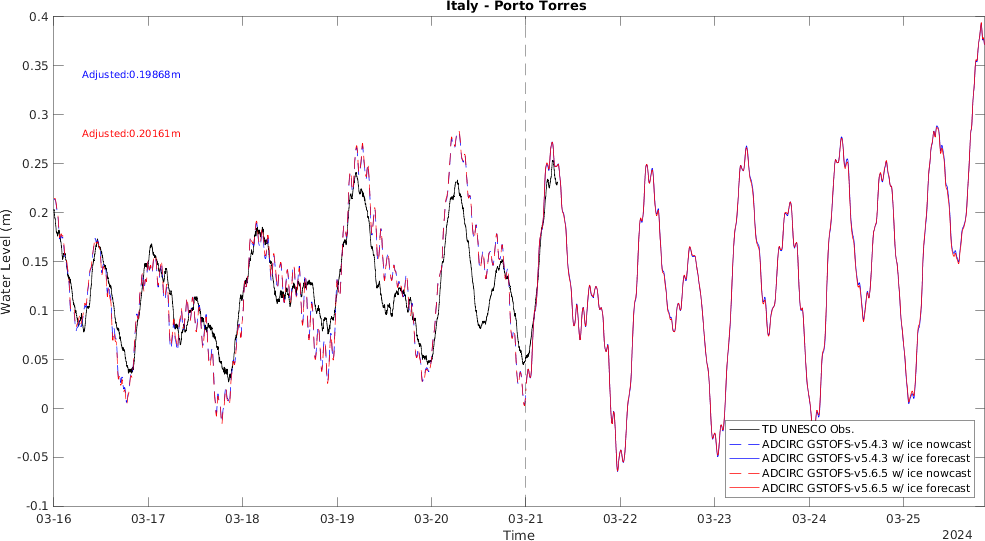 Italy - Porto Torres
Water Level (m)
0.4
0.35
0.3
0.25
0.2
0.15
0.1
0.05
0
-0.05
-0.1
Adjusted:0.19868m
Adjusted:0.20161m
TD UNESCO Obs.
ADCIRC GSTOFS-v5.4.3 w/ ice nowcast
ADCIRC GSTOFS-v5.4.3 w/ ice forecast
ADCIRC GSTOFS-v5.6.5 w/ ice nowcast
ADCIRC GSTOFS-v5.6.5 w/ ice forecast
03-16 03-17 03-18 03-19 03-20 03-21 03-22 03-23 03-24 03-25
Time
2024